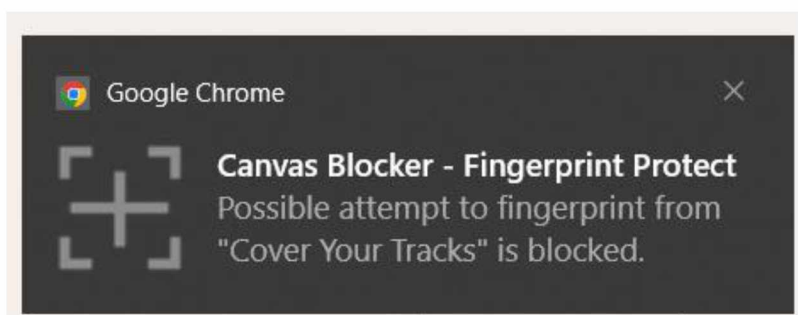 Google Chrome
Canvas Blocker - Fingerprint Protect
Possible attempt to fingerprint from
"Cover Your Tracks" is blocked.